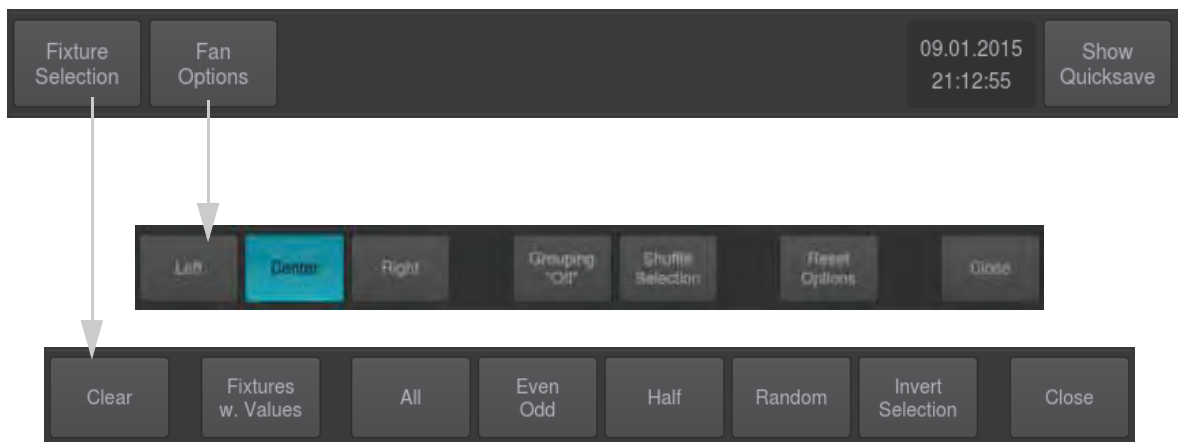 Fixture
Selection
Fan
Options
09.01.2015
21:12:55
Show
Quicksave
Left
Center
Right
Grouping
"Off"
Shuffle
Selection
Reset
Options
Close
Clear
Fixtures
w. Values
All
Even
Odd
Half
Random
Invert
Selection
Close